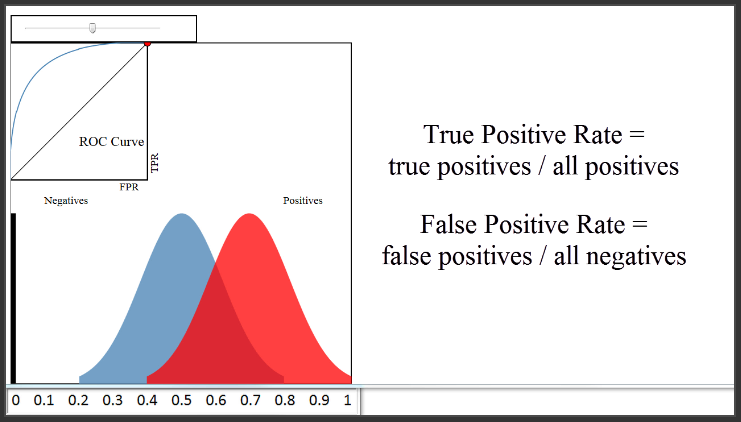 ROC Curve
TPR
FPR
Negatives
Positives
0 0.1 0.2 0.3 0.4 0.5 0.6 0.7 0.8 0.9 1
True Positive Rate =
true positives / all positives
False Positive Rate =
false positives / all negatives